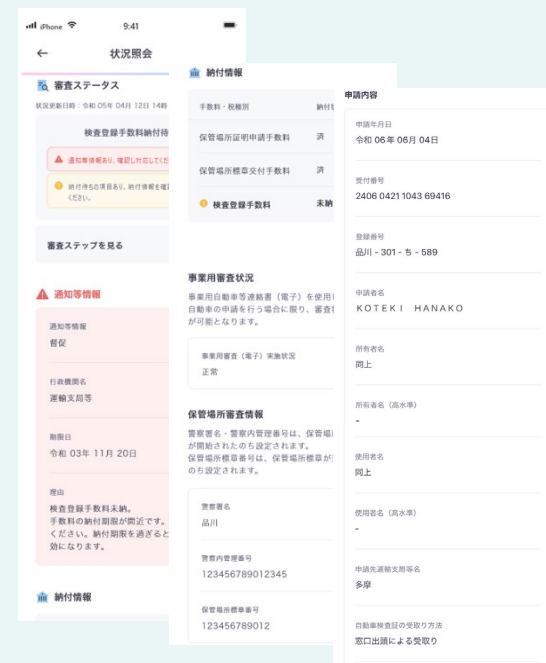 iPhone
9:41
状況照会
審査ステータス
状況更新日時：令和 05年 04月 12日 14時
検査登録手数料納付待
通知等情報あり。確認し対応してくだ
納付待ちの項目あり。納付情報を確認
ください。
審査ステップを見る
通知等情報
通知等情報
督促
行政機関名
運輸支局等
期限日
令和 03年 11月 20日
理由
検査登録手数料未納。
手数料の納付期限が間近です。
ください。納付期限を過ぎると
効になります。
納付情報
納付情報
手数料・税種別
納付状
保管場所証明申請手数料
済
保管場所標章交付手数料
済
検査登録手数料
未納
事業用審査状況
事業用自動車等連絡書（電子）を使用し
自動車の申請を行う場合に限り、審査
が可能となります。
事業用審査（電子）実施状況
正常
保管場所審査情報
警察署名・警察内管理番号は、保管場
が開始されたのち設定されます。
保管場所標章番号は、保管場所標章が
のち設定されます。
警察署名
品川
警察内管理番号
123456789012345
保管場所標章番号
123456789012
申請内容
申請年月日
令和 06 年 06 月 04日
受付番号
2406 0421 1043 69416
登録番号
品川 - 301 - ち - 589
申請者名
ＫＯＴＥＫＩ　ＨＡＮＡＫＯ
所有者名
同上
所有者名（高水準）
-
使用者名
同上
使用者名（高水準）
-
申請先運輸支局等名
多摩
自動車検査証の受取り方法
窓口出頭による受取り